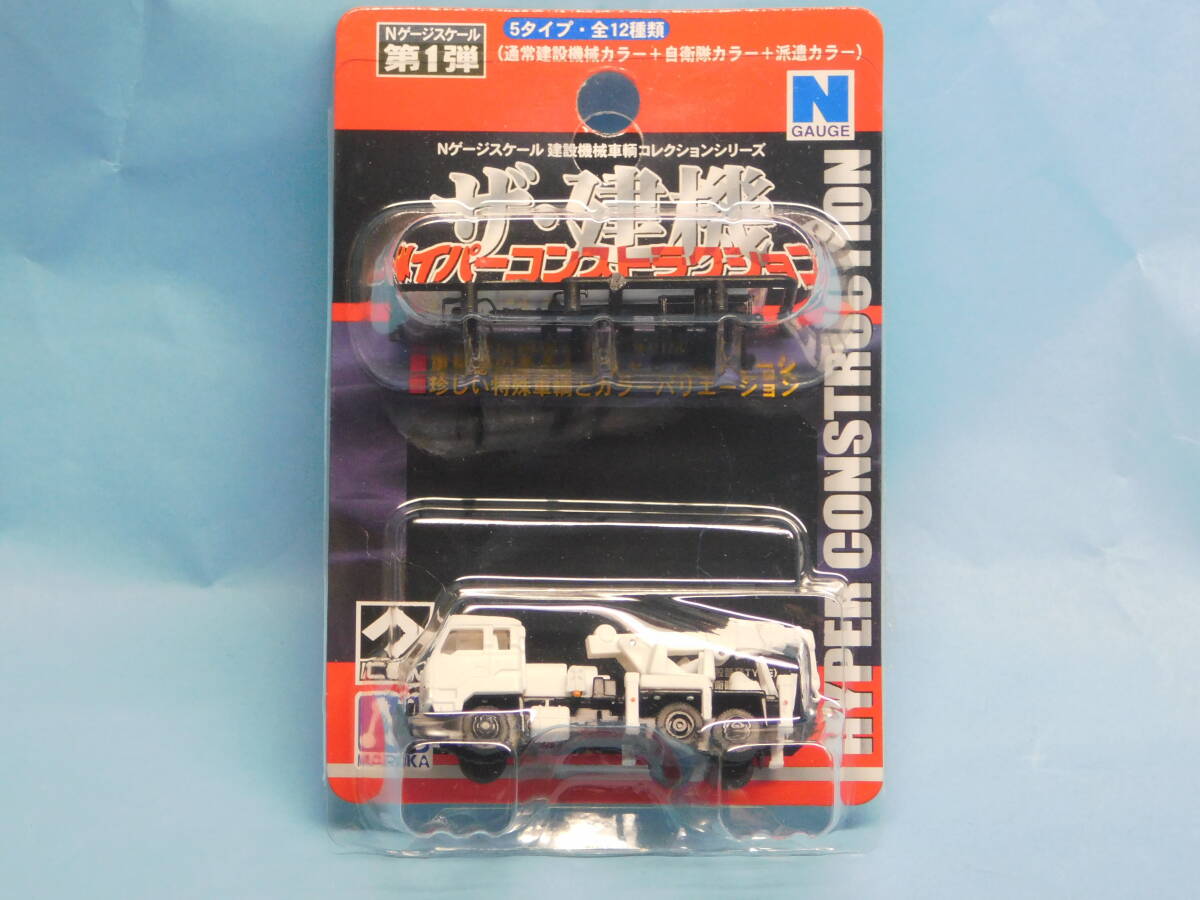 Nゲージスケール
第1弾
5タイプ・全12種類
(通常建設機械カラー+自衛隊カラー+派遣カラー)
N
GAUGE
Nゲージスケール 建設機械車輌コレクションシリーズ
ザ・建機
ハイパーコンストラクション
珍しい特殊車輌とカラーバリエーション
HYPER CONSTRUCTION
MARUKA